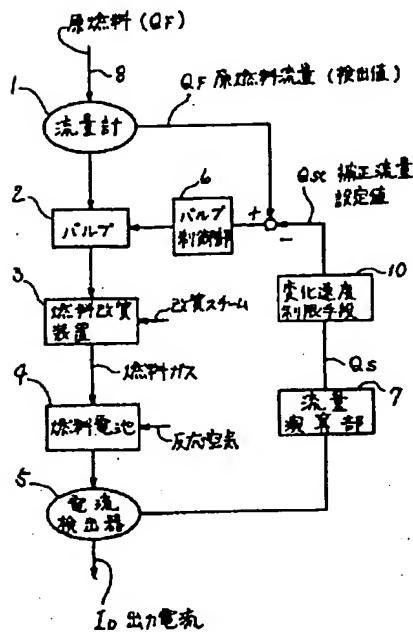 原燃料(QF)
8
QF 原燃料流量(検出値)
1
流量計
6
2
バルブ
バルブ
制御部
+
-
Qsc 補正流量
設定値
10
変化速度
制限手段
3
燃料改質
装置
改質スチーム
燃料ガス
Qs
7
流量
演算部
4
燃料電池
反応空気
5
電流
検出器
ID 出力電流